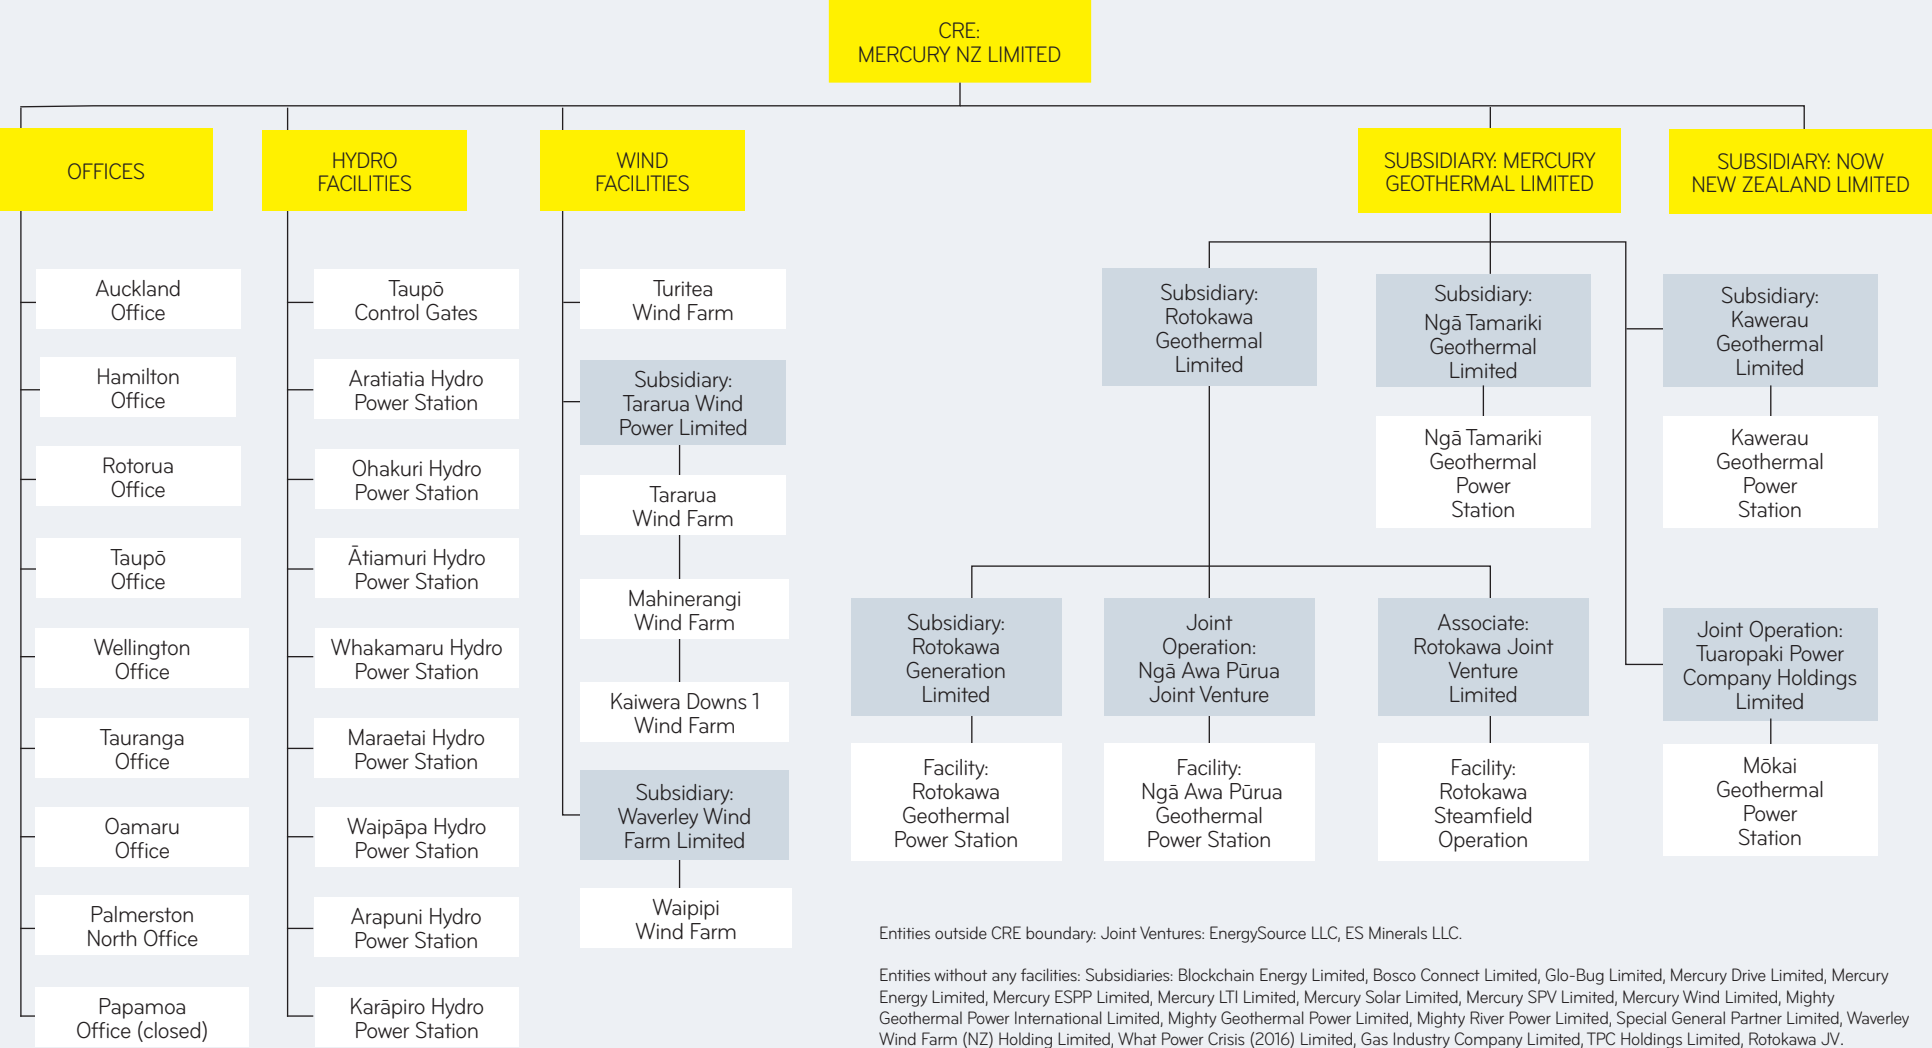 CRE:
MERCURY NZ LIMITED
OFFICES
HYDRO
FACILITIES
WIND
FACILITIES
SUBSIDIARY: MERCURY
GEOTHERMAL LIMITED
SUBSIDIARY: NOW
NEW ZEALAND LIMITED
Auckland
Office
Hamilton
Office
Rotorua
Office
Taupō
Office
Wellington
Office
Tauranga
Office
Oamaru
Office
Palmerston
North Office
Papamoa
Office (closed)
Taupō
Control Gates
Aratiatia Hydro
Power Station
Ohakuri Hydro
Power Station
Ātiamuri Hydro
Power Station
Whakamaru Hydro
Power Station
Maraetai Hydro
Power Station
Waipāpa Hydro
Power Station
Arapuni Hydro
Power Station
Karāpiro Hydro
Power Station
Turitea
Wind Farm
Subsidiary:
Tararua Wind
Power Limited
Tararua
Wind Farm
Mahinerangi
Wind Farm
Kaiwera Downs 1
Wind Farm
Subsidiary:
Waverley Wind
Farm Limited
Waipipi
Wind Farm
Subsidiary:
Rotokawa
Geothermal
Limited
Subsidiary:
Ngā Tamariki
Geothermal
Limited
Ngā Tamariki
Geothermal
Power
Station
Subsidiary:
Kawerau
Geothermal
Limited
Kawerau
Geothermal
Power
Station
Subsidiary:
Rotokawa
Generation
Limited
Facility:
Rotokawa
Geothermal
Power Station
Joint
Operation:
Ngā Awa Pūrua
Joint Venture
Facility:
Ngā Awa Pūrua
Geothermal
Power Station
Associate:
Rotokawa Joint
Venture
Limited
Facility:
Rotokawa
Steamfield
Operation
Joint Operation:
Tuaropaki Power
Company Holdings
Limited
Mōkai
Geothermal
Power
Station
Entities outside CRE boundary: Joint Ventures: EnergySource LLC, ES Minerals LLC.
Entities without any facilities: Subsidiaries: Blockchain Energy Limited, Bosco Connect Limited, Glo-Bug Limited, Mercury Drive Limited, Mercury
Energy Limited, Mercury ESPP Limited, Mercury LTI Limited, Mercury Solar Limited, Mercury SPV Limited, Mercury Wind Limited, Mighty
Geothermal Power International Limited, Mighty Geothermal Power Limited, Mighty River Power Limited, Special General Partner Limited, Waverley
Wind Farm (NZ) Holding Limited, What Power Crisis (2016) Limited, Gas Industry Company Limited, TPC Holdings Limited, Rotokawa JV.